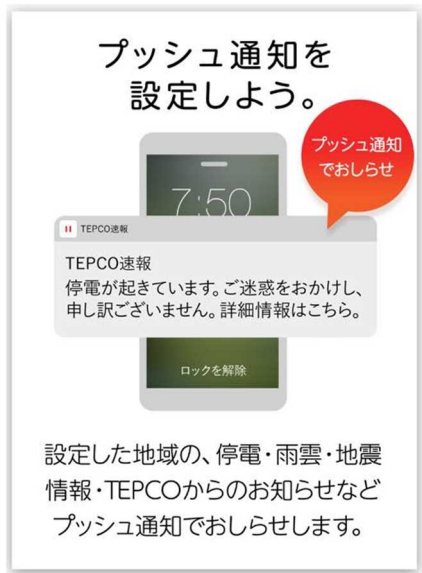 プッシュ通知を
設定しよう。
プッシュ通知
でおしらせ
7:50
TEPCO速報
TEPCO速報
停電が起きています。ご迷惑をおかけし、
申し訳ございません。詳細情報はこちら。
ロックを解除
設定した地域の、停電・雨雲・地震
情報・TEPCOからのお知らせなど
プッシュ通知でおしらせします。